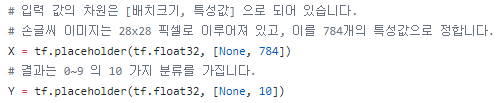 # 입력 값의 차원은 [배치크기, 특성값] 으로 되어 있습니다.
# 손글씨 이미지는 28x28 픽셀로 이루어져 있고, 이를 784개의 특성값으로 정합니다.
X = tf.placeholder(tf.float32, [None, 784])
# 결과는 0~9 의 10 가지 분류를 가집니다.
Y = tf.placeholder(tf.float32, [None, 10])